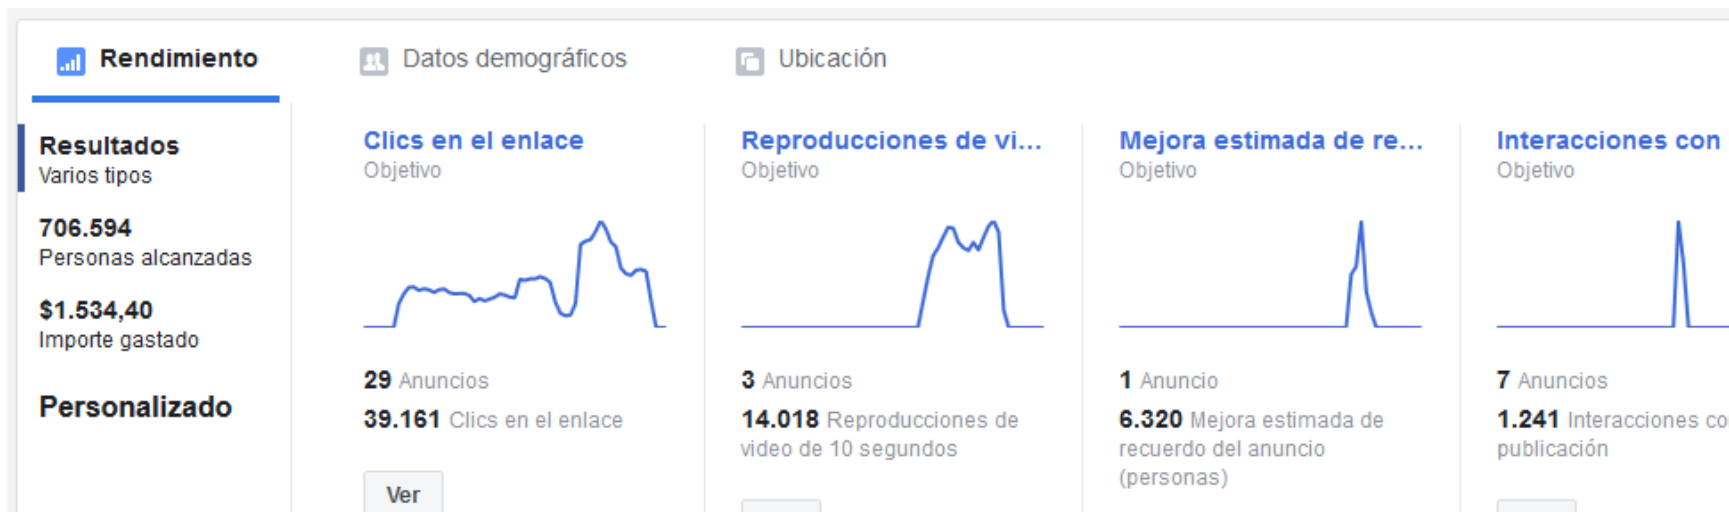 Rendimiento
Datos demográficos
Ubicación
Resultados
Varios tipos
706.594
Personas alcanzadas
$1.534,40
Importe gastado
Personalizado
Clics en el enlace
Objetivo
29 Anuncios
39.161 Clics en el enlace
Ver
Reproducciones de vi...
Objetivo
3 Anuncios
14.018 Reproducciones de
video de 10 segundos
Mejora estimada de re...
Objetivo
1 Anuncio
6.320 Mejora estimada de
recuerdo del anuncio
(personas)
Interacciones con
Objetivo
7 Anuncios
1.241 Interacciones co
publicación